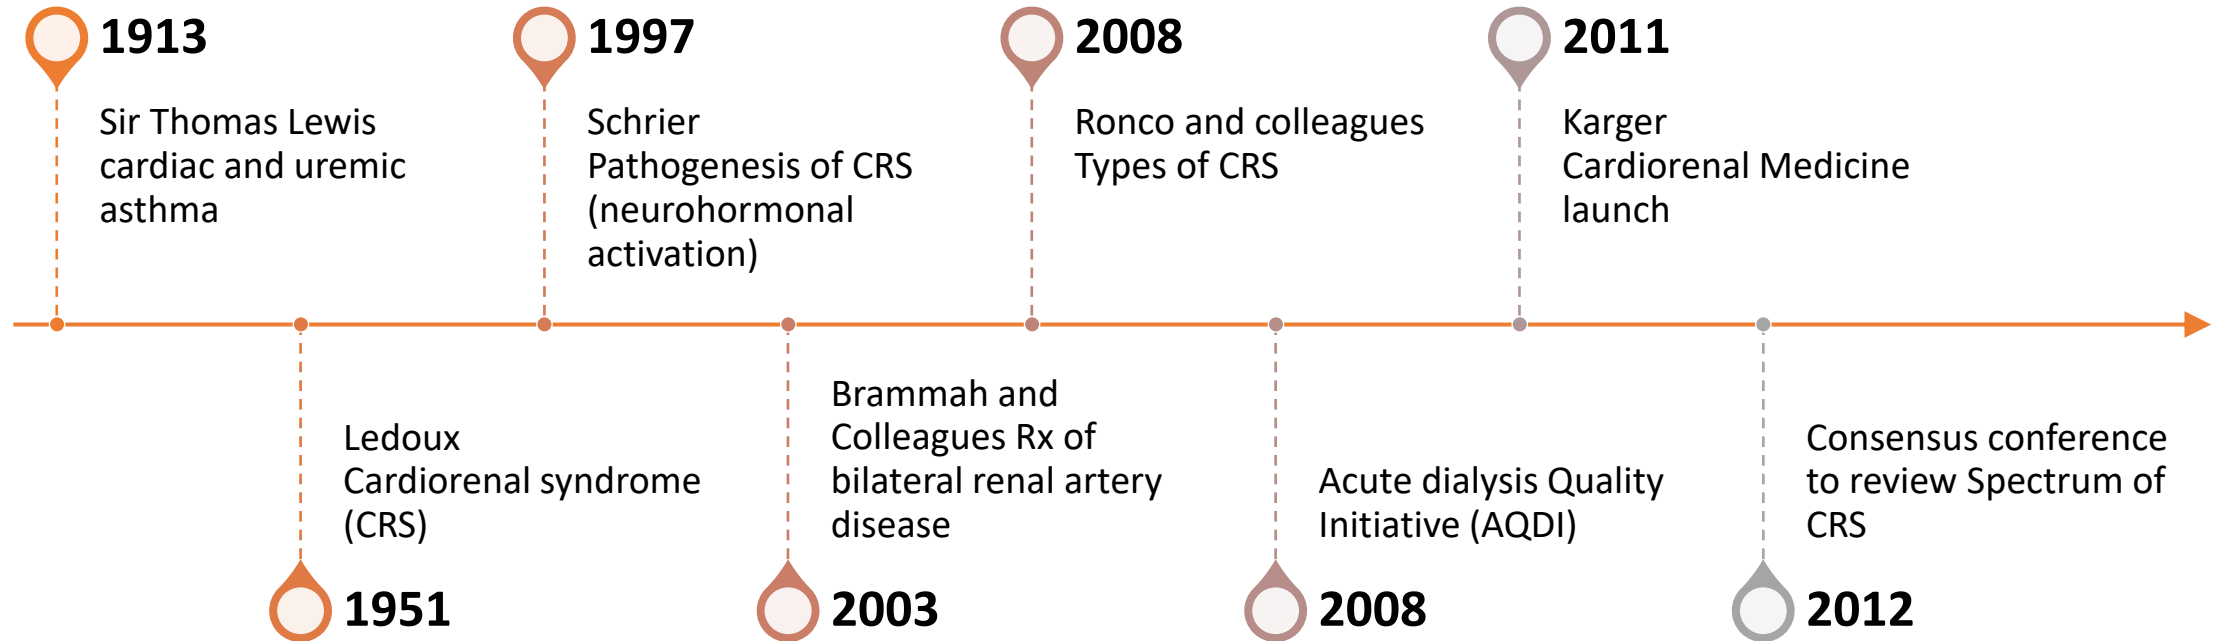 1913
Sir Thomas Lewis
cardiac and uremic
asthma
1951
Ledoux
Cardiorenal syndrome
(CRS)
1997
Schrier
Pathogenesis of CRS
(neurohormonal
activation)
2003
Brammah and
Colleagues Rx of
bilateral renal artery
disease
2008
Ronco and colleagues
Types of CRS
2008
Acute dialysis Quality
Initiative (AQDI)
2011
Karger
Cardiorenal Medicine
launch
2012
Consensus conference
to review Spectrum of
CRS